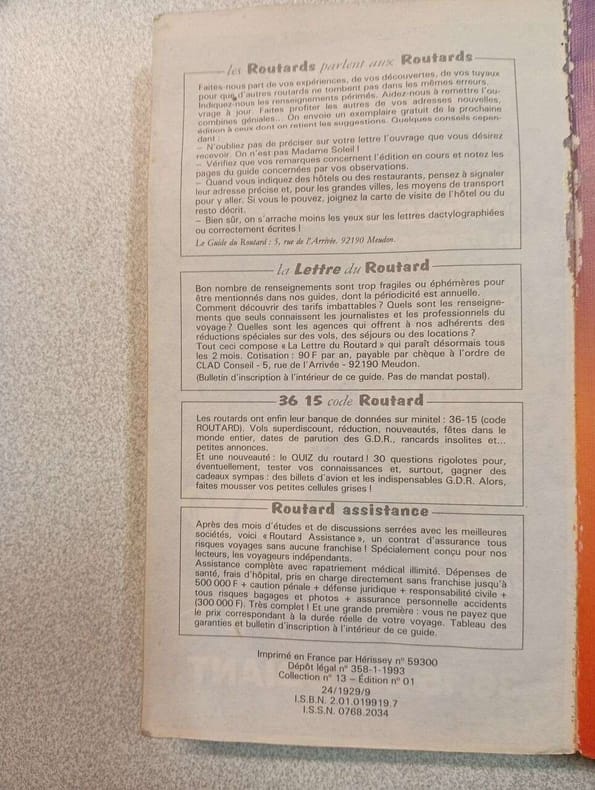 les Routards parlent aux Routards
Faites-nous part de vos expériences, de vos découvertes, de vos tuyaux
pour que d'autres routards ne tombent pas dans les mêmes erreurs.
Indiquez-nous les renseignements périmés. Aidez-nous à remettre l'ou-
vrage à jour. Faites profiter les autres de vos adresses nouvelles,
combines géniales... On envoie un exemplaire gratuit de la prochaine
édition à ceux dont on retient les suggestions. Quelques conseils cepen-
dant :
– N'oubliez pas de préciser sur votre lettre l'ouvrage que vous désirez
recevoir. On n'est pas Madame Soleil !
– Vérifiez que vos remarques concernent l'édition en cours et notez les
pages du guide concernées par vos observations.
– Quand vous indiquez des hôtels ou des restaurants, pensez à signaler
leur adresse précise et, pour les grandes villes, les moyens de transport
pour y aller. Si vous le pouvez, joignez la carte de visite de l'hôtel ou du
resto décrit.
– Bien sûr, on s'arrache moins les yeux sur les lettres dactylographiées
ou correctement écrites !
Le Guide du Routard : 5, rue de l'Arrivée. 92190 Meudon.
la Lettre du Routard
Bon nombre de renseignements sont trop fragiles ou éphémères pour
être mentionnés dans nos guides, dont la périodicité est annuelle.
Comment découvrir des tarifs imbattables ? Quels sont les renseigne-
ments que seuls connaissent les journalistes et les professionnels du
voyage ? Quelles sont les agences qui offrent à nos adhérents des
réductions spéciales sur des vols, des séjours ou des locations ?
Tout ceci compose « La Lettre du Routard » qui paraît désormais tous
les 2 mois. Cotisation : 90 F par an, payable par chèque à l'ordre de
CLAD Conseil - 5, rue de l'Arrivée - 92190 Meudon.
(Bulletin d'inscription à l'intérieur de ce guide. Pas de mandat postal).
36 15 code Routard
Les routards ont enfin leur banque de données sur minitel : 36-15 (code
ROUTARD). Vols superdiscount, réduction, nouveautés, fêtes dans le
monde entier, dates de parution des G.D.R., rancards insolites et...
petites annonces.
Et une nouveauté : le QUIZ du routard ! 30 questions rigolotes pour,
éventuellement, tester vos connaissances et, surtout, gagner des
cadeaux sympas : des billets d'avion et les indispensables G.D.R. Alors,
faites mousser vos petites cellules grises !
Routard assistance
Après des mois d'études et de discussions serrées avec les meilleures
sociétés, voici « Routard Assistance », un contrat d'assurance tous
risques voyages sans aucune franchise ! Spécialement conçu pour nos
lecteurs, les voyageurs indépendants.
Assistance complète avec rapatriement médical illimité. Dépenses de
santé, frais d'hôpital, pris en charge directement sans franchise jusqu'à
500 000 F + caution pénale + défense juridique + responsabilité civile +
tous risques bagages et photos + assurance personnelle accidents
(300 000 F). Très complet ! Et une grande première : vous ne payez que
le prix correspondant à la durée réelle de votre voyage. Tableau des
garanties et bulletin d'inscription à l'intérieur de ce guide.
Imprimé en France par Hérissey n° 59300
Dépôt légal n° 358-1-1993
Collection n° 13 – Édition n° 01
24/1929/9
I.S.B.N. 2.01.019919.7
I.S.S.N. 0768.2034